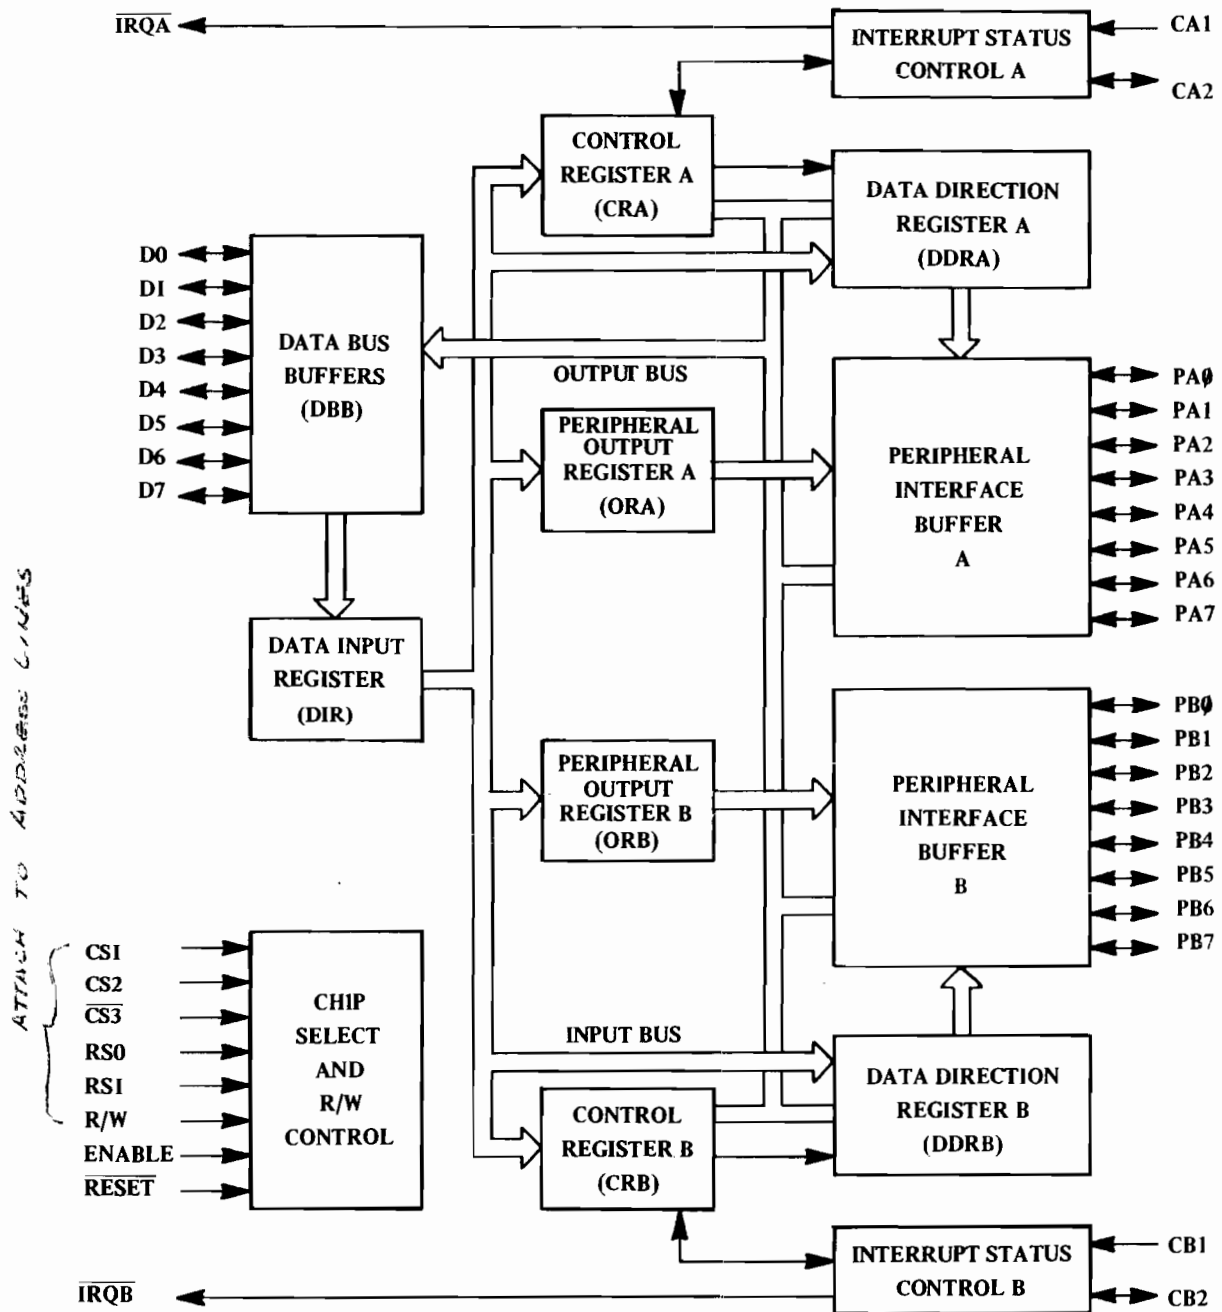 I̅R̅Q̅A̅
INTERRUPT STATUS
CONTROL A
CA1
CA2
CONTROL
REGISTER A
(CRA)
DATA DIRECTION
REGISTER A
(DDRA)
D0
D1
D2
D3
D4
D5
D6
D7
DATA BUS
BUFFERS
(DBB)
OUTPUT BUS
PERIPHERAL
OUTPUT
REGISTER A
(ORA)
PERIPHERAL
INTERFACE
BUFFER
A
PAø
PA1
PA2
PA3
PA4
PA5
PA6
PA7
DATA INPUT
REGISTER
(DIR)
PERIPHERAL
OUTPUT
REGISTER B
(ORB)
PERIPHERAL
INTERFACE
BUFFER
B
PBø
PB1
PB2
PB3
PB4
PB5
PB6
PB7
ATTACH TO ADDRESS LINES
CS1
CS2
C̅S̅3̅
RS0
RS1
R/W
ENABLE
R̅E̅S̅E̅T̅
CHIP
SELECT
AND
R/W
CONTROL
INPUT BUS
CONTROL
REGISTER B
(CRB)
DATA DIRECTION
REGISTER B
(DDRB)
I̅R̅Q̅B̅
INTERRUPT STATUS
CONTROL B
CB1
CB2